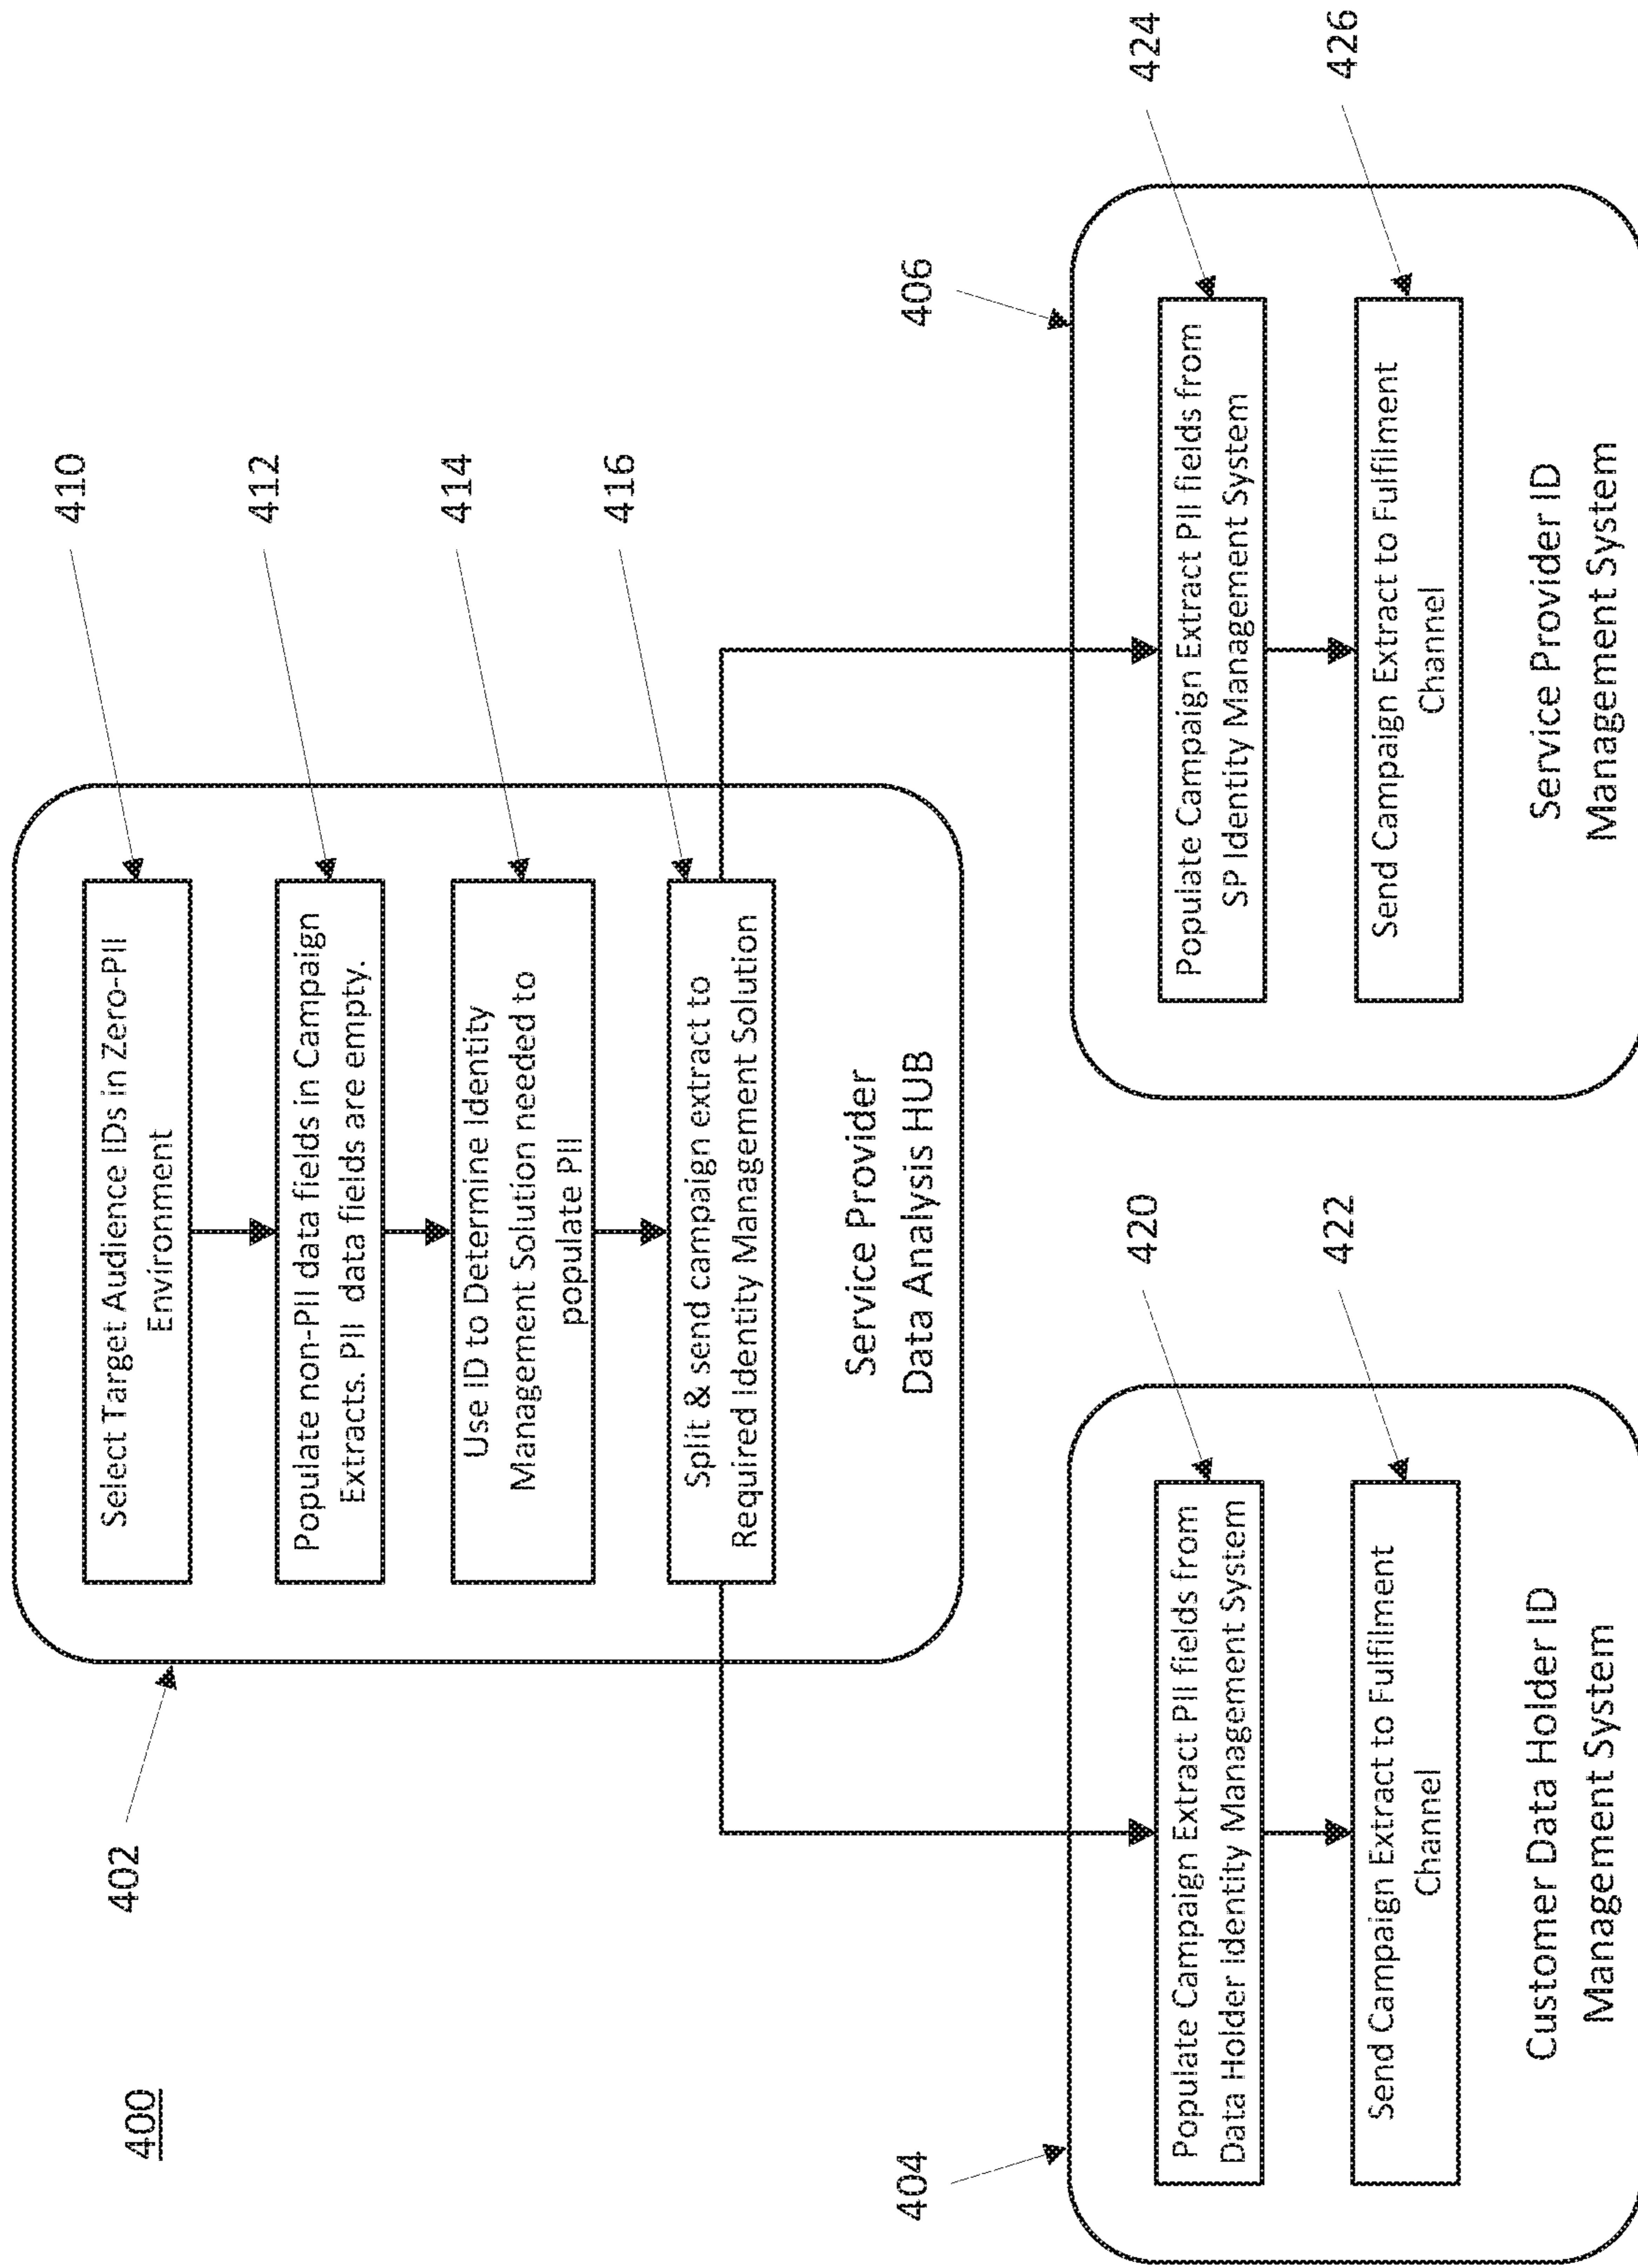 400
402
Select Target Audience IDs in Zero-PII
Environment
410
Populate non-PII data fields in Campaign
Extracts. PII data fields are empty.
412
Use ID to Determine Identity
Management Solution needed to
populate PII
414
Split & send campaign extract to
Required Identity Management Solution
416
Service Provider
Data Analysis HUB
404
Populate Campaign Extract PII fields from
Data Holder Identity Management System
420
Send Campaign Extract to Fulfilment
Channel
422
Customer Data Holder ID
Management System
406
Populate Campaign Extract PII fields from
SP Identity Management System
424
Send Campaign Extract to Fulfilment
Channel
426
Service Provider ID
Management System